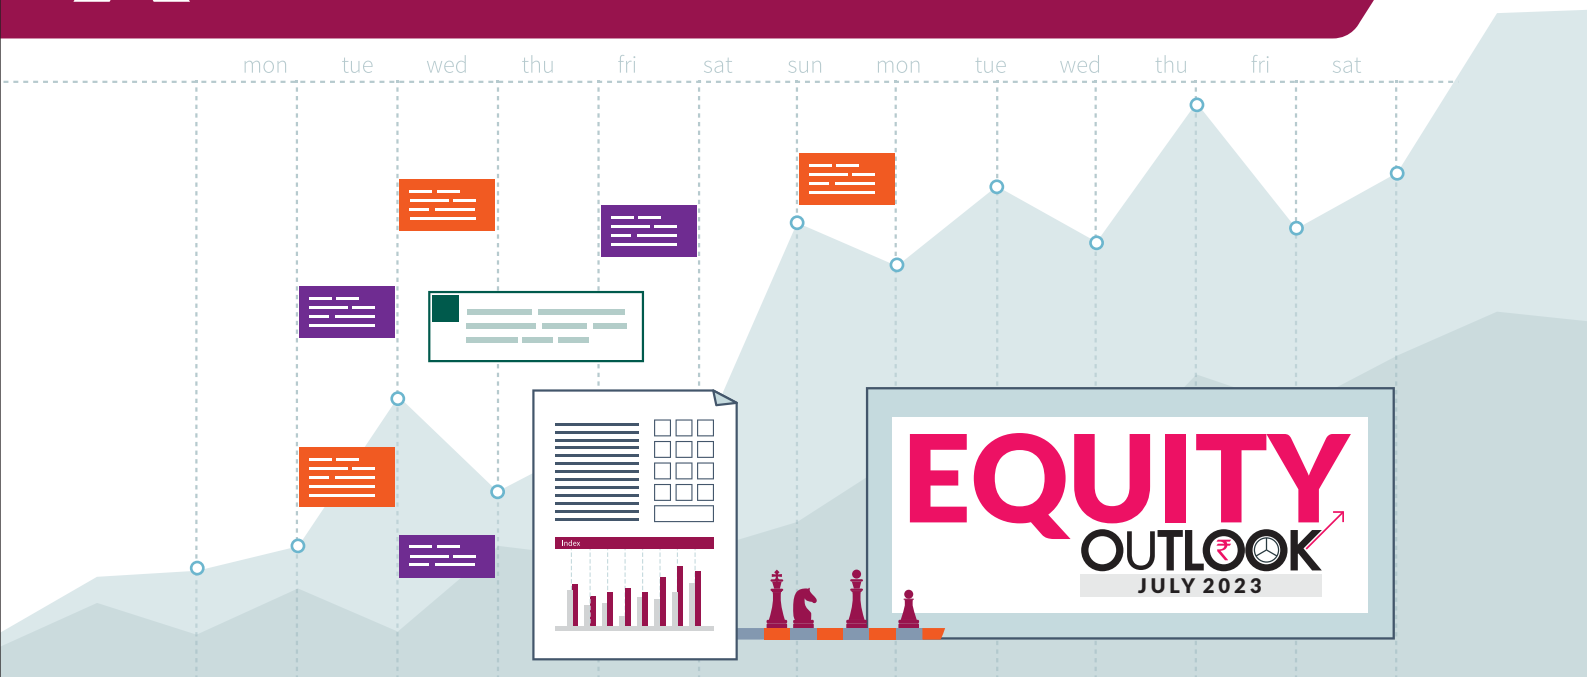 mon tue wed thu fri sat sun mon tue wed thu fri sat
Index
EQUITY
OUTLOOK
JULY 2023